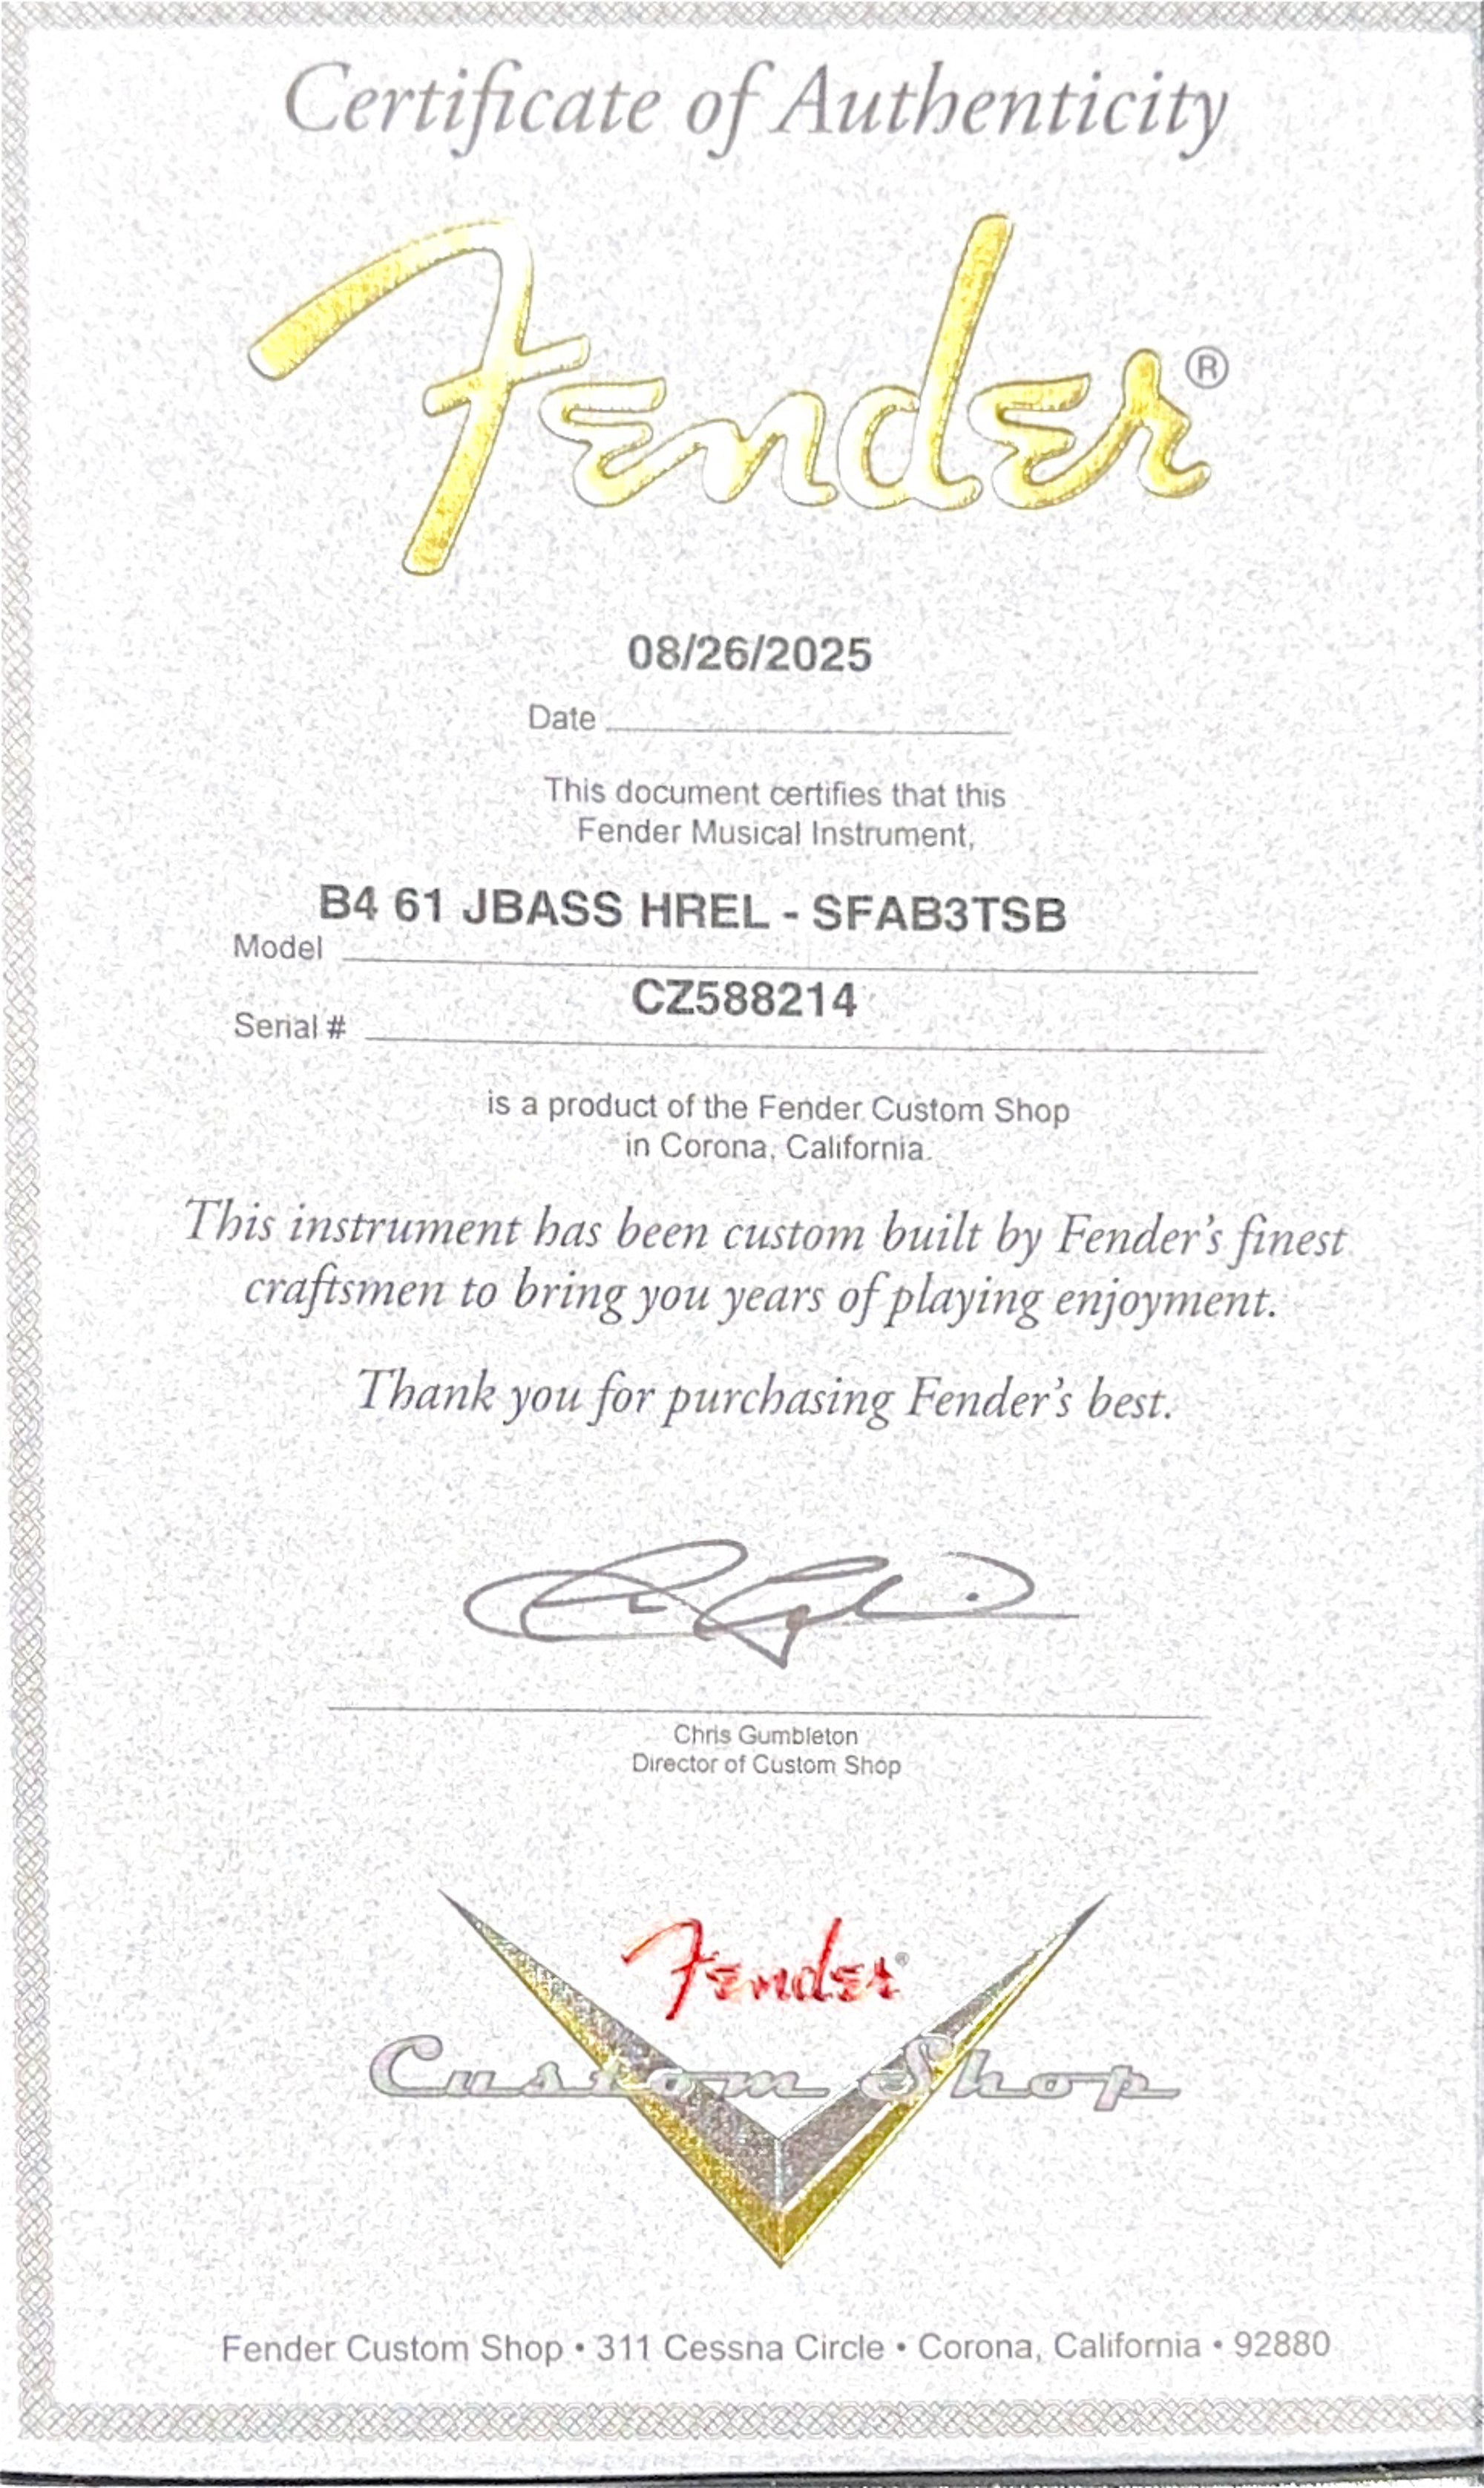 Certificate of Authenticity
Fender®
08/26/2025
Date
This document certifies that this
Fender Musical Instrument,
B4 61 JBASS HREL - SFAB3TSB
Model
CZ588214
Serial #
is a product of the Fender Custom Shop
in Corona, California.
This instrument has been custom built by Fender's finest
craftsmen to bring you years of playing enjoyment.
Thank you for purchasing Fender's best.
Chris Gumbleton
Director of Custom Shop
Fender®
Custom Shop
Fender Custom Shop • 311 Cessna Circle • Corona, California • 92880